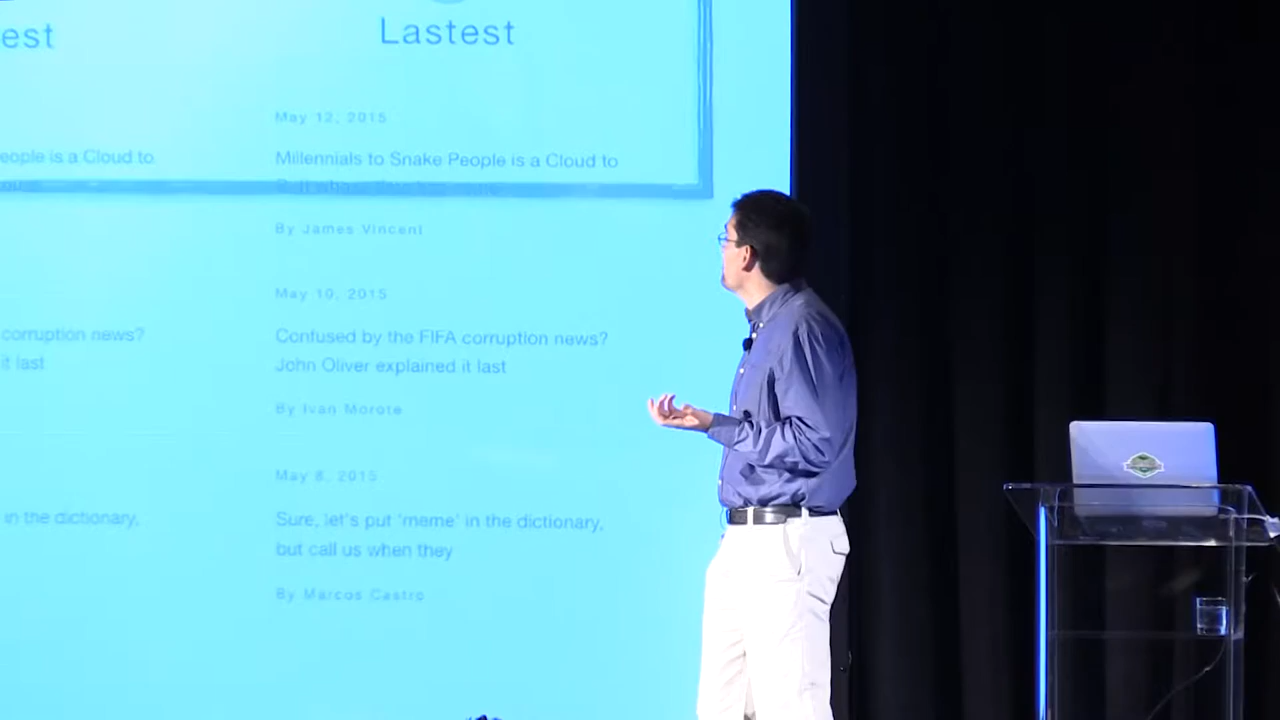 est
Lastest
May 12, 2015
eople is a Cloud to
Millennials to Snake People is a Cloud to
By James Vincent
May 10, 2015
corruption news?
Confused by the FIFA corruption news?
it last
John Oliver explained it last
By Ivan Morote
May 8, 2015
in the dictionary,
Sure, let's put 'meme' in the dictionary,
but call us when they
By Marcos Castro